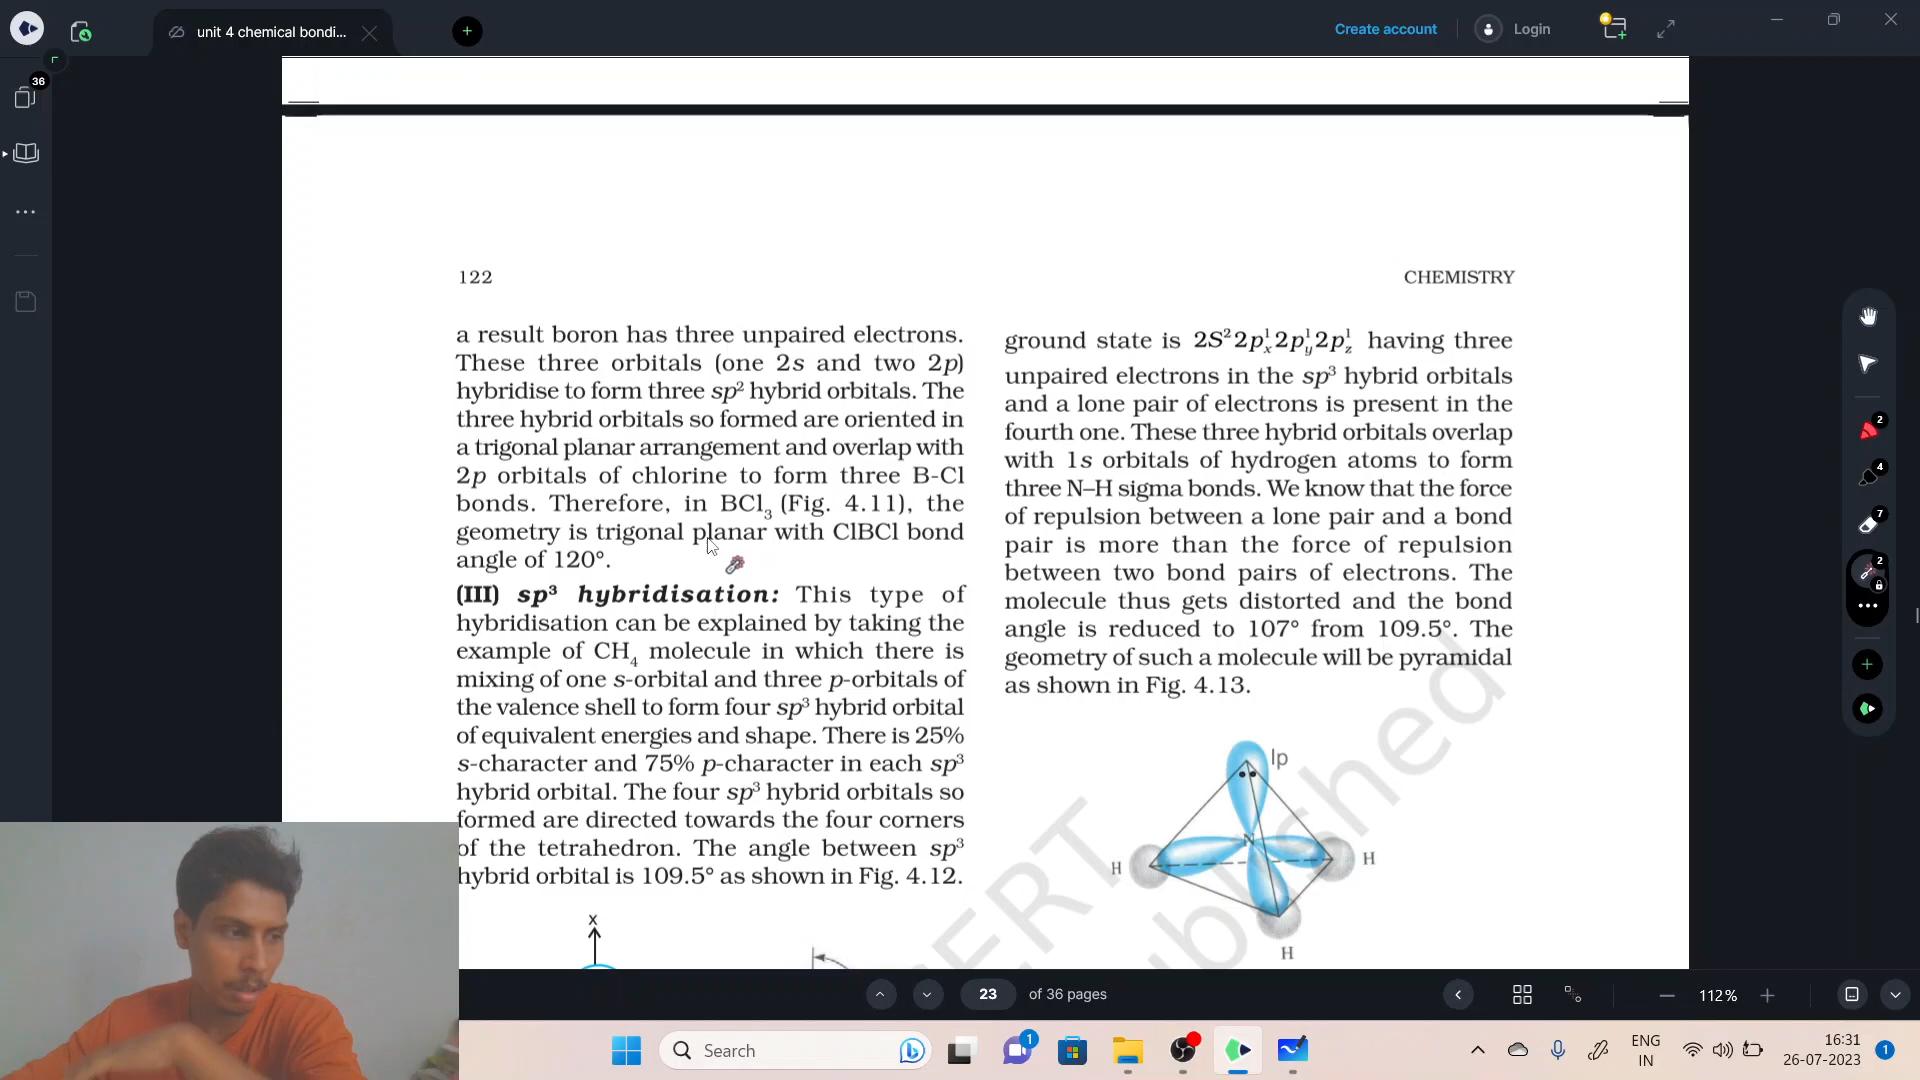 unit 4 chemical bondi...
Create account
Login
36
122
CHEMISTRY
a result boron has three unpaired electrons.
These three orbitals (one 2s and two 2p)
hybridise to form three sp² hybrid orbitals. The
three hybrid orbitals so formed are oriented in
a trigonal planar arrangement and overlap with
2p orbitals of chlorine to form three B-Cl
bonds. Therefore, in BCl₃ (Fig. 4.11), the
geometry is trigonal planar with ClBCl bond
angle of 120°.
(III) sp³ hybridisation: This type of
hybridisation can be explained by taking the
example of CH₄ molecule in which there is
mixing of one s-orbital and three p-orbitals of
the valence shell to form four sp³ hybrid orbital
of equivalent energies and shape. There is 25%
s-character and 75% p-character in each sp³
hybrid orbital. The four sp³ hybrid orbitals so
formed are directed towards the four corners
of the tetrahedron. The angle between sp³
hybrid orbital is 109.5° as shown in Fig. 4.12.
x
ground state is 2S² 2pₓ¹ 2p_y¹ 2p_z¹ having three
unpaired electrons in the sp³ hybrid orbitals
and a lone pair of electrons is present in the
fourth one. These three hybrid orbitals overlap
with 1s orbitals of hydrogen atoms to form
three N–H sigma bonds. We know that the force
of repulsion between a lone pair and a bond
pair is more than the force of repulsion
between two bond pairs of electrons. The
molecule thus gets distorted and the bond
angle is reduced to 107° from 109.5°. The
geometry of such a molecule will be pyramidal
as shown in Fig. 4.13.
lp
N
H
H
H
2
4
7
2
23
of 36 pages
112%
Search
1
ENG
IN
16:31
26-07-2023
1